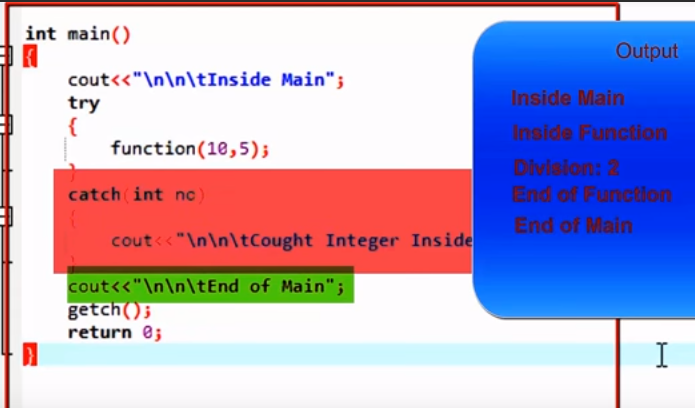 int main()
{
cout<<"\n\n\tInside Main";
try
{
function(10,5);
}
catch(int no)
{
cout<<"\n\n\tCought Integer Inside
}
cout<<"\n\n\tEnd of Main";
getch();
return 0;
}
Output
Inside Main
Inside Function
Division: 2
End of Function
End of Main